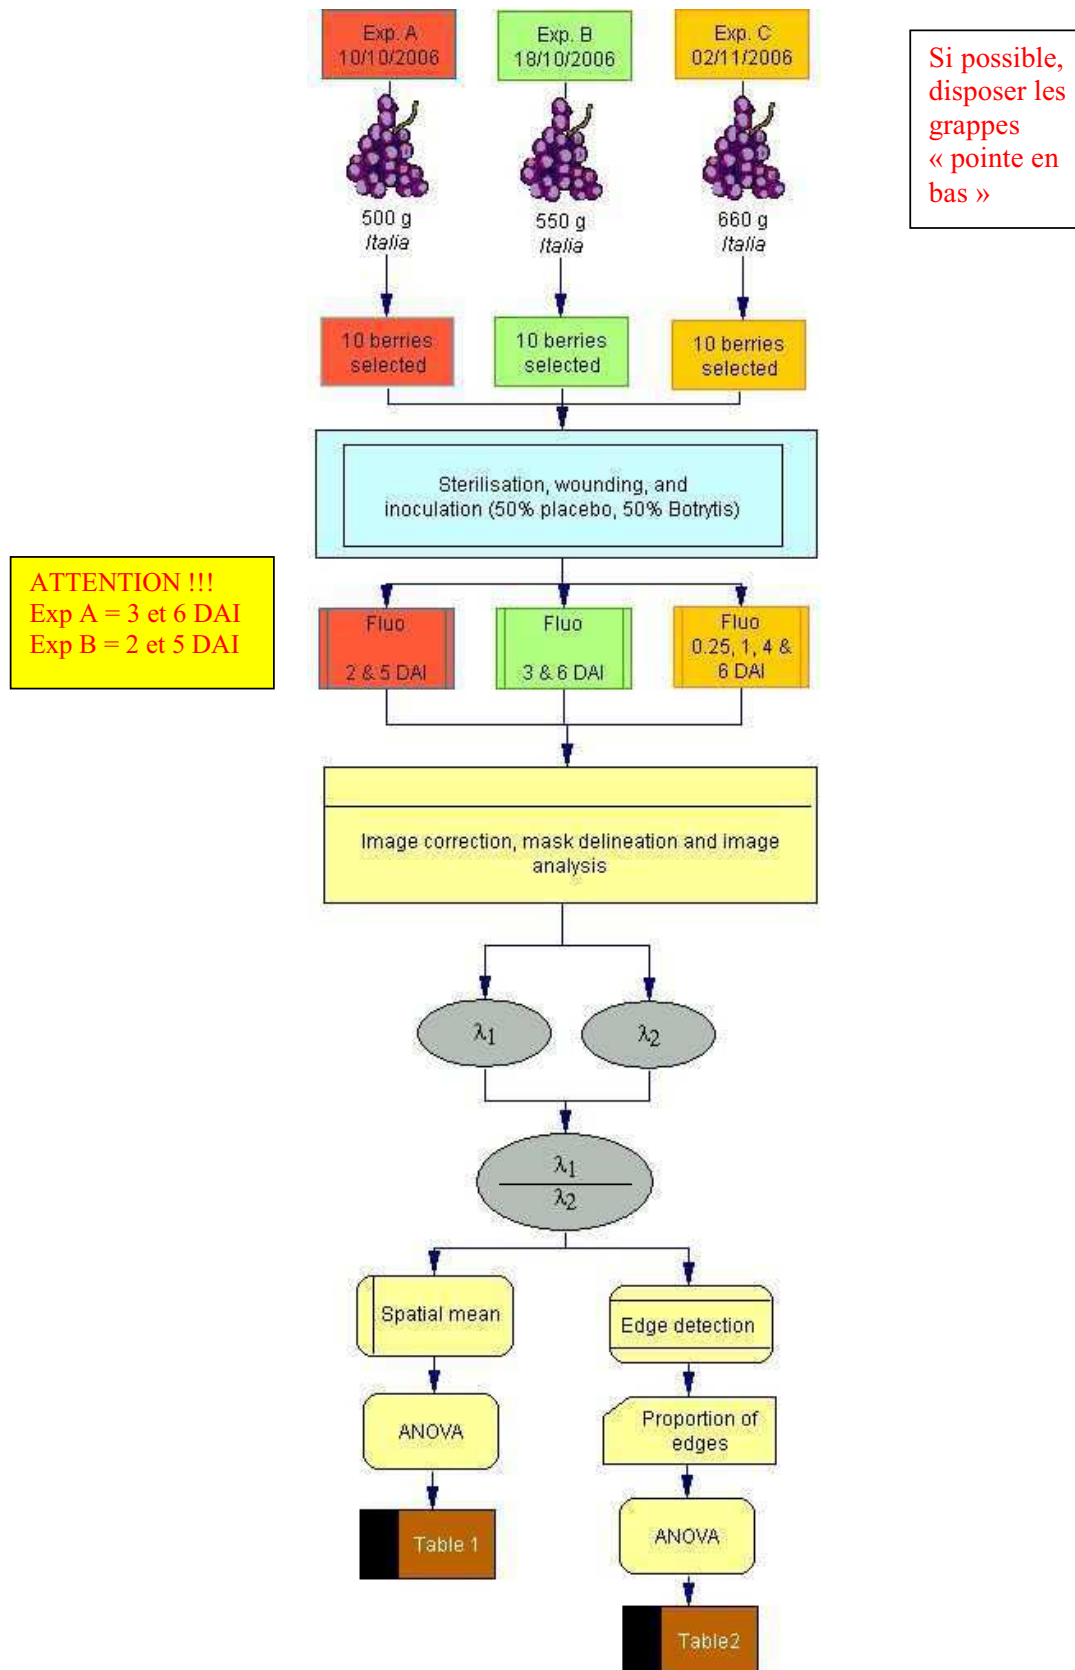 Exp. A
10/10/2006
Exp. B
18/10/2006
Exp. C
02/11/2006
Si possible,
disposer les
grappes
« pointe en
bas »
500 g
Italia
550 g
Italia
660 g
Italia
10 berries
selected
10 berries
selected
10 berries
selected
Sterilisation, wounding, and
inoculation (50% placebo, 50% Botrytis)
ATTENTION !!!
Exp A = 3 et 6 DAI
Exp B = 2 et 5 DAI
Fluo
2 & 5 DAI
Fluo
3 & 6 DAI
Fluo
0.25, 1, 4 &
6 DAI
Image correction, mask delineation and image
analysis
λ1
λ2
λ1
λ2
Spatial mean
Edge detection
ANOVA
Proportion of
edges
Table 1
ANOVA
Table2